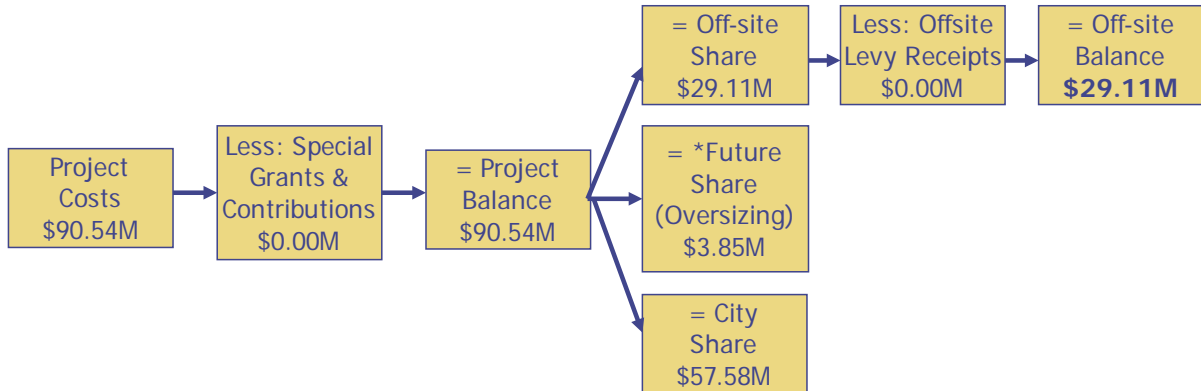 Project
Costs
$90.54M
Less: Special
Grants &
Contributions
$0.00M
= Project
Balance
$90.54M
= Off-site
Share
$29.11M
Less: Offsite
Levy Receipts
$0.00M
= Off-site
Balance
$29.11M
= *Future
Share
(Oversizing)
$3.85M
= City
Share
$57.58M